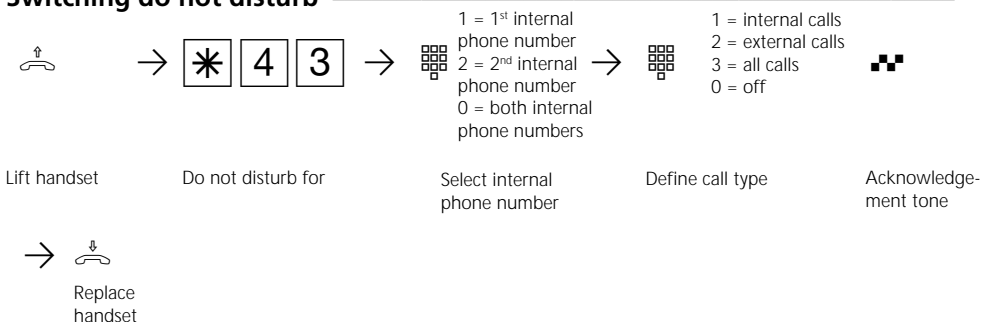 Switching do not disturb
* 4 3
1 = 1st internal
phone number
2 = 2nd internal
phone number
0 = both internal
phone numbers
1 = internal calls
2 = external calls
3 = all calls
0 = off
Lift handset
Do not disturb for
Select internal
phone number
Define call type
Acknowledge-
ment tone
Replace
handset